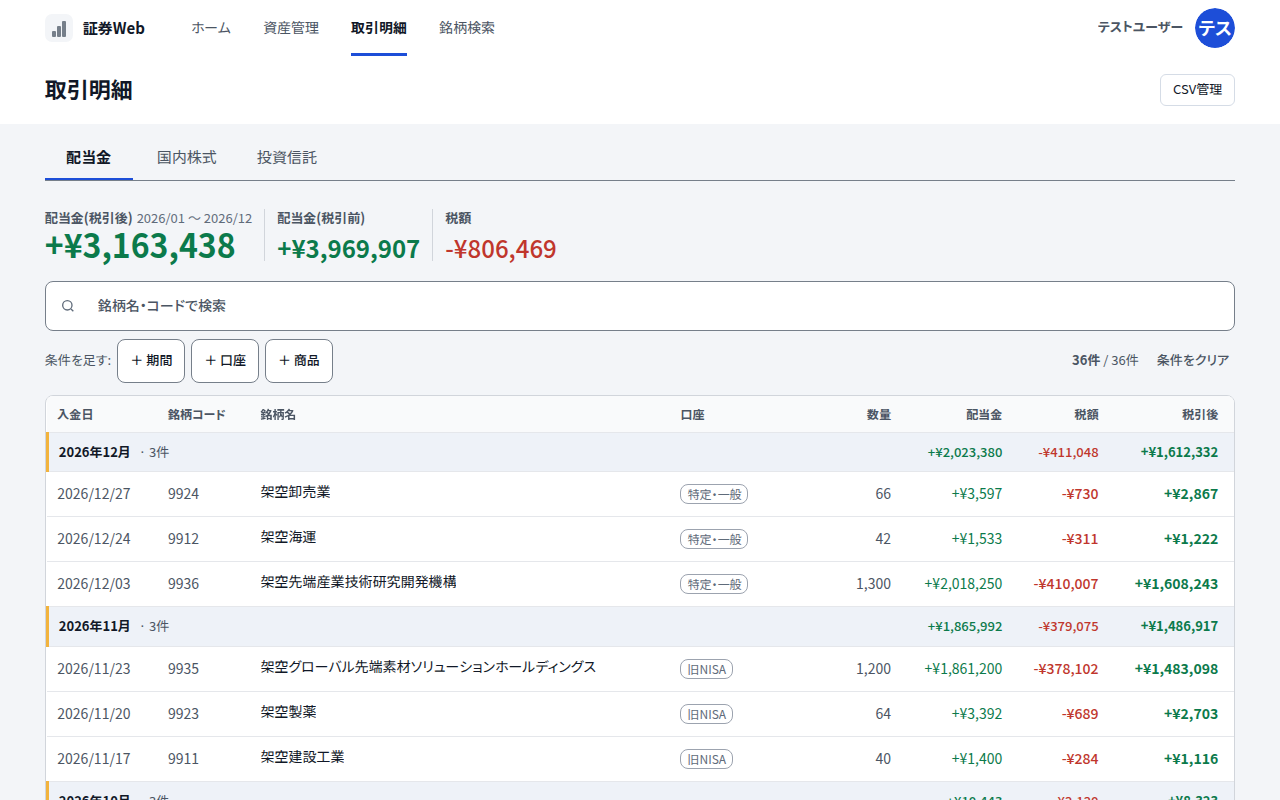 証券Web ホーム 資産管理 取引明細 銘柄検索 テストユーザー テス
取引明細 CSV管理
配当金 国内株式 投資信託
配当金(税引後) 2026/01 〜 2026/12 配当金(税引前) 税額
+¥3,163,438 +¥3,969,907 -¥806,469
銘柄名・コードで検索
条件を足す: ＋ 期間 ＋ 口座 ＋ 商品 36件 / 36件 条件をクリア
入金日 銘柄コード 銘柄名 口座 数量 配当金 税額 税引後
2026年12月 · 3件 +¥2,023,380 -¥411,048 +¥1,612,332
2026/12/27 9924 架空卸売業 特定・一般 66 +¥3,597 -¥730 +¥2,867
2026/12/24 9912 架空海運 特定・一般 42 +¥1,533 -¥311 +¥1,222
2026/12/03 9936 架空先端産業技術研究開発機構 特定・一般 1,300 +¥2,018,250 -¥410,007 +¥1,608,243
2026年11月 · 3件 +¥1,865,992 -¥379,075 +¥1,486,917
2026/11/23 9935 架空グローバル先端素材ソリューションホールディングス 旧NISA 1,200 +¥1,861,200 -¥378,102 +¥1,483,098
2026/11/20 9923 架空製薬 旧NISA 64 +¥3,392 -¥689 +¥2,703
2026/11/17 9911 架空建設工業 旧NISA 40 +¥1,400 -¥284 +¥1,116
2026年10月 · 3件